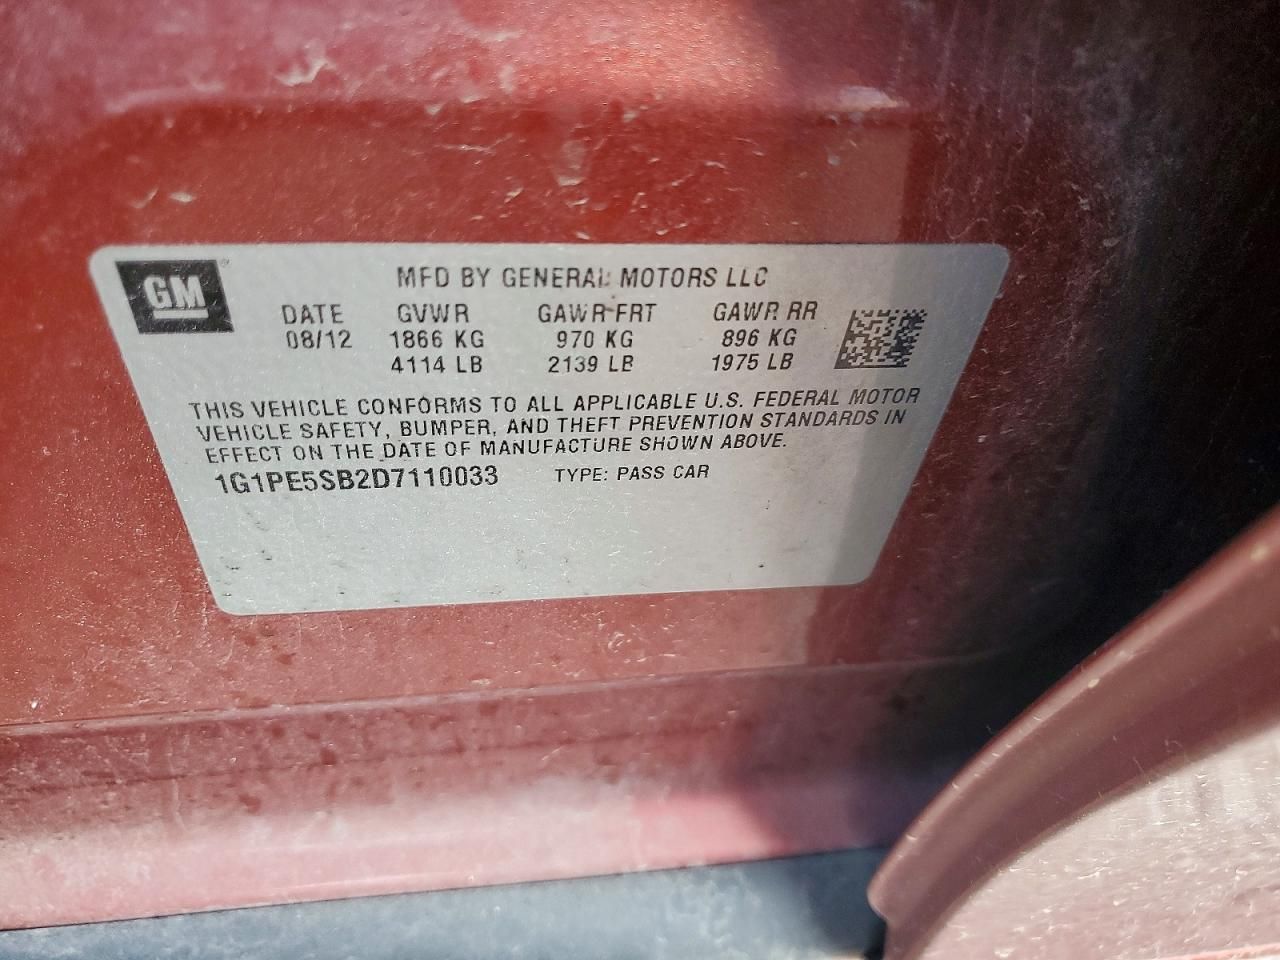 GM
MFD BY GENERAL MOTORS LLC
DATE GVWR GAWR FRT GAWR RR
08/12 1866 KG 970 KG 896 KG
4114 LB 2139 LB 1975 LB
THIS VEHICLE CONFORMS TO ALL APPLICABLE U.S. FEDERAL MOTOR
VEHICLE SAFETY, BUMPER, AND THEFT PREVENTION STANDARDS IN
EFFECT ON THE DATE OF MANUFACTURE SHOWN ABOVE.
1G1PE5SB2D7110033 TYPE: PASS CAR